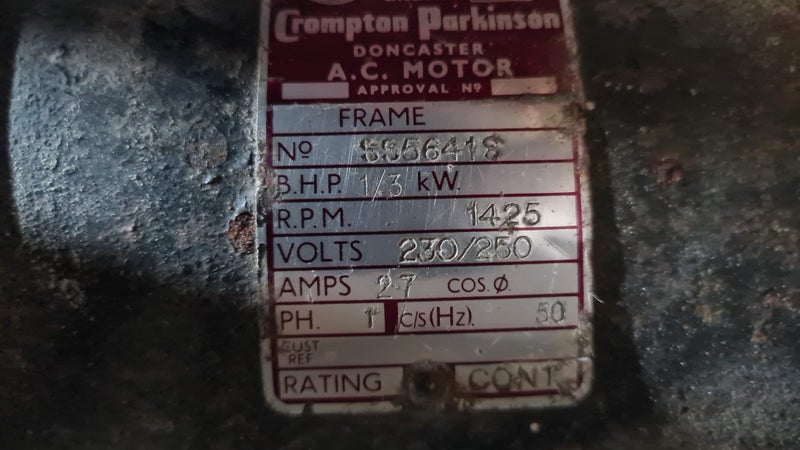 Crompton Parkinson
DONCASTER
A.C. MOTOR
APPROVAL Nº
FRAME
Nº SS5641S
B.H.P. 1/3 kW.
R.P.M. 1425
VOLTS 230/250
AMPS 2·7 COS.Ø.
PH. 1 C/S(Hz). 50
CUST
REF
RATING CONT